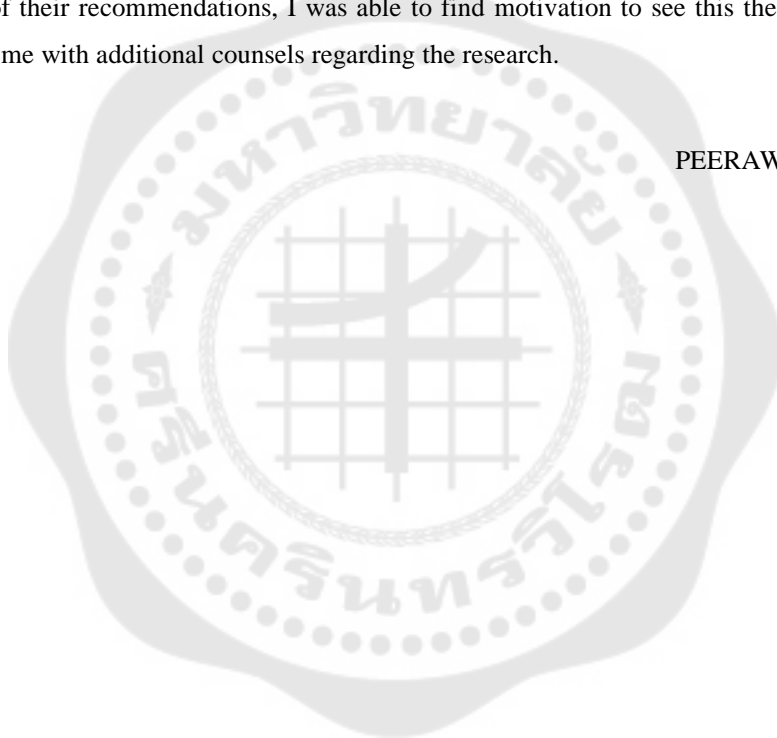 of their recommendations, I was able to find motivation to see this the
me with additional counsels regarding the research.
PEERAW
มหาวิทยาลัย
ศรีนครินทรวิโรฒ